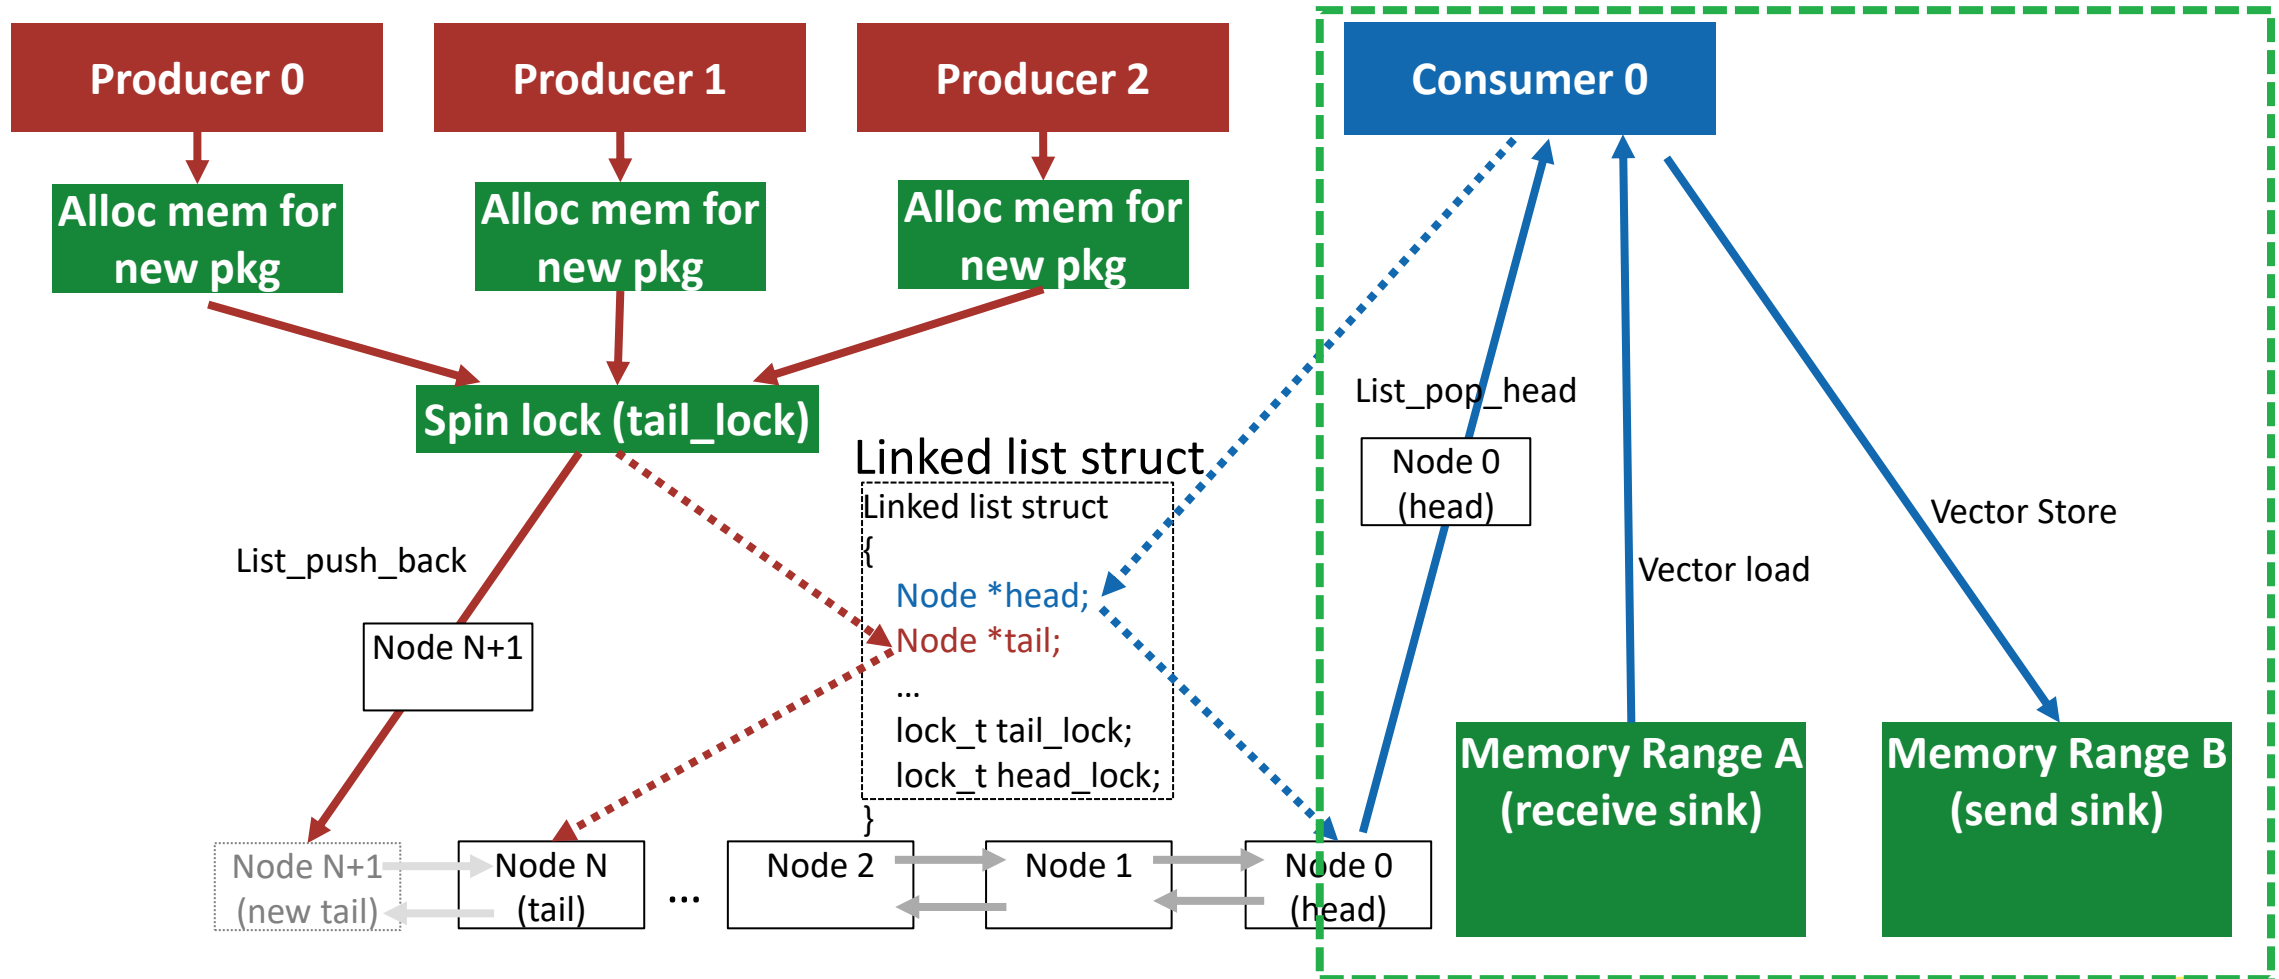 Producer 0
Producer 1
Producer 2
Consumer 0
Alloc mem for
new pkg
Alloc mem for
new pkg
Alloc mem for
new pkg
Spin lock (tail_lock)
List_push_back
Node N+1
Linked list struct
Linked list struct
{
Node *head;
Node *tail;
...
lock_t tail_lock;
lock_t head_lock;
}
List_pop_head
Node 0
(head)
Vector load
Vector Store
Memory Range A
(receive sink)
Memory Range B
(send sink)
Node N+1
(new tail)
Node N
(tail)
...
Node 2
Node 1
Node 0
(head)